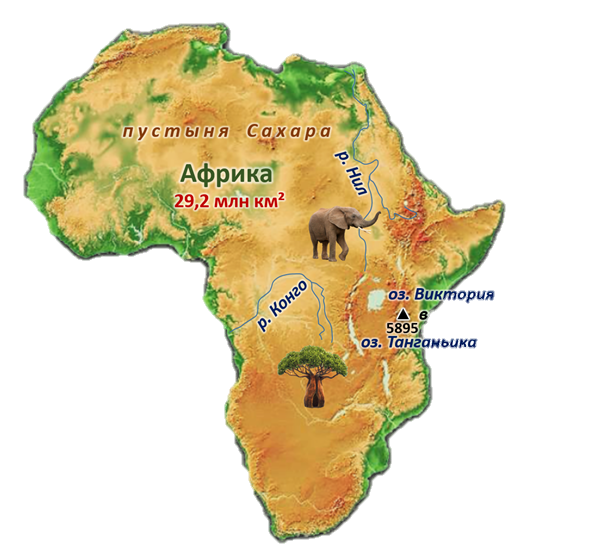 пустыня Сахара
Африка
29,2 млн км²
р. Нил
р. Конго
оз. Виктория
в
5895
оз. Танганьика